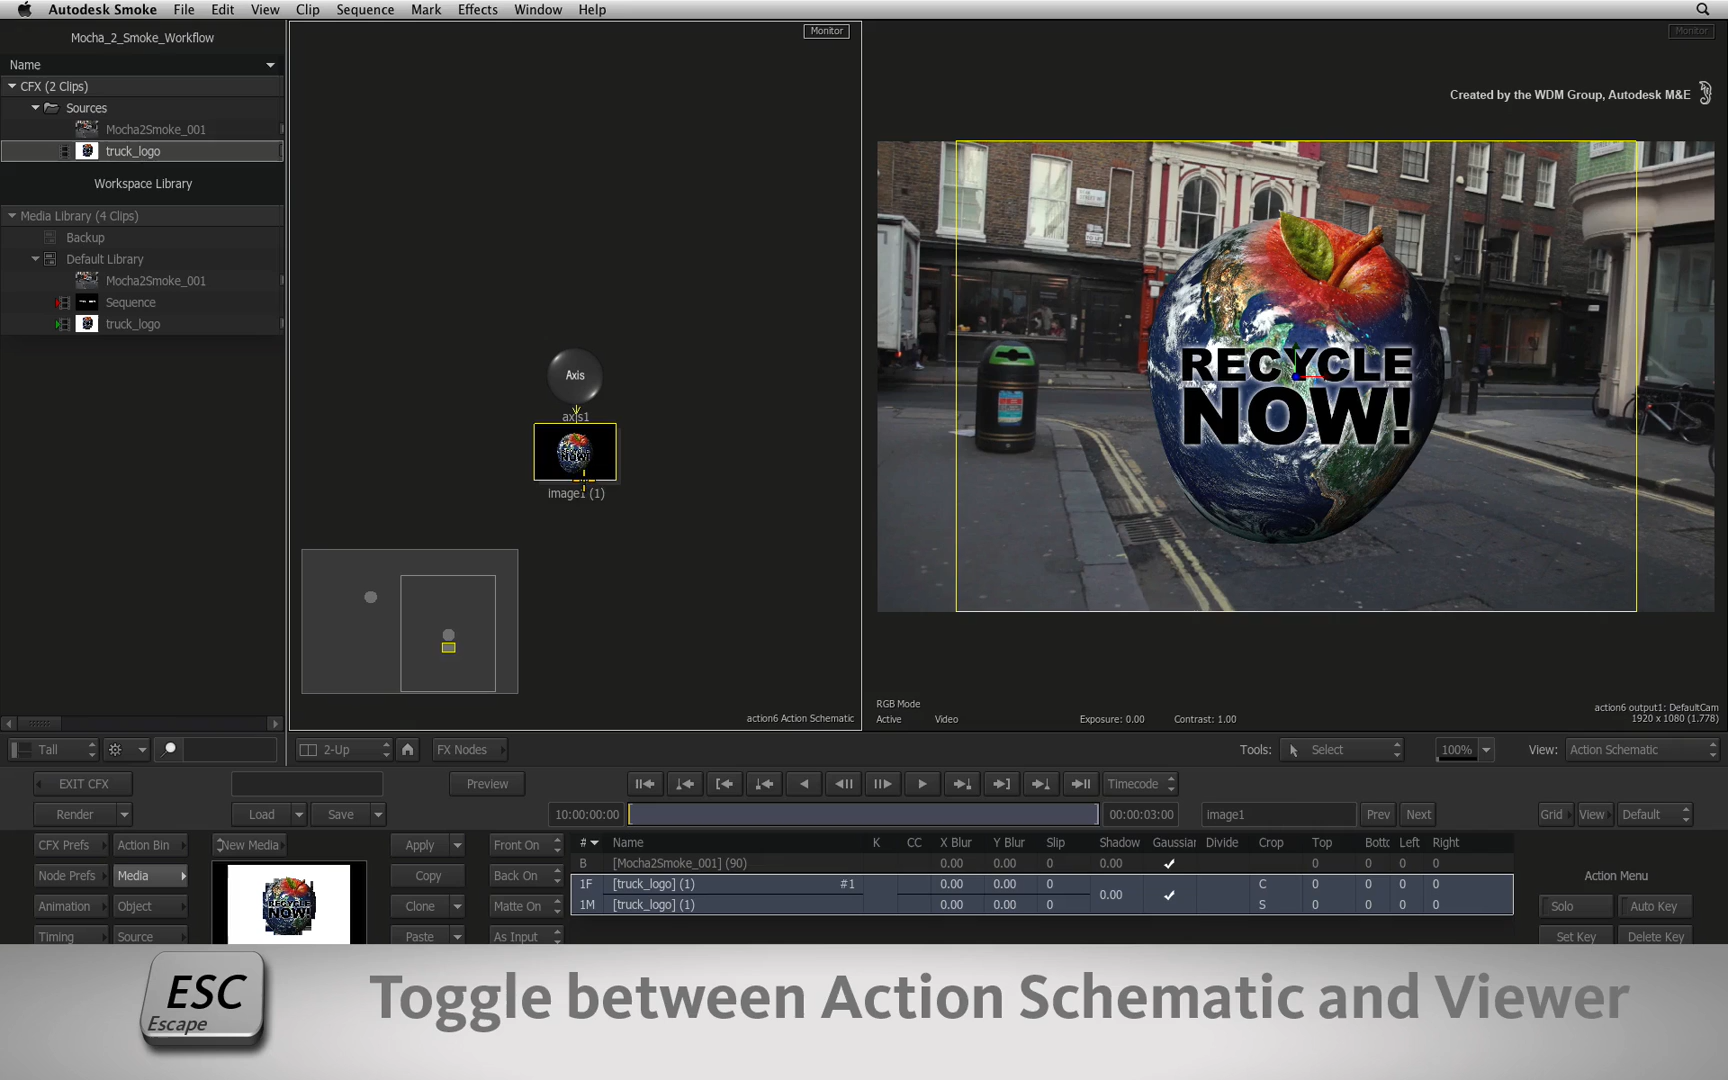 Autodesk Smoke File Edit View Clip Sequence Mark Effects Window Help
Mocha_2_Smoke_Workflow
Name
CFX (2 Clips)
Sources
Mocha2Smoke_001
truck_logo
Workspace Library
Media Library (4 Clips)
Backup
Default Library
Mocha2Smoke_001
Sequence
truck_logo
Monitor
Axis
axis1
NOW!
image1 (1)
action6 Action Schematic
Monitor
Created by the WDM Group, Autodesk M&E
RECYCLE
NOW!
RGB Mode
Active Video Exposure: 0.00 Contrast: 1.00
action6 output1: DefaultCam
1920 x 1080 (1.778)
Tall 2-Up FX Nodes Tools: Select 100% View: Action Schematic
EXIT CFX Preview Timecode
Render Load Save 10:00:00:00 00:00:03:00 Image1 Prev Next Grid View Default
CFX Prefs Action Bin New Media Apply Front On # Name K CC X Blur Y Blur Slip Shadow Gaussian Divide Crop Top Botto Left Right
B [Mocha2Smoke_001] (90) 0.00 0.00 0 0.00 0 0 0 0
Node Prefs Media Copy Back On 1F [truck_logo] (1) #1 0.00 0.00 0 0.00 C 0 0 0 0 Action Menu
Animation Object Clone Matte On 1M [truck_logo] (1) 0.00 0.00 0 S 0 0 0 0 Solo Auto Key
RECYCLE
NOW!
Timing Source Paste As Input Set Key Delete Key
ESC
Escape
Toggle between Action Schematic and Viewer